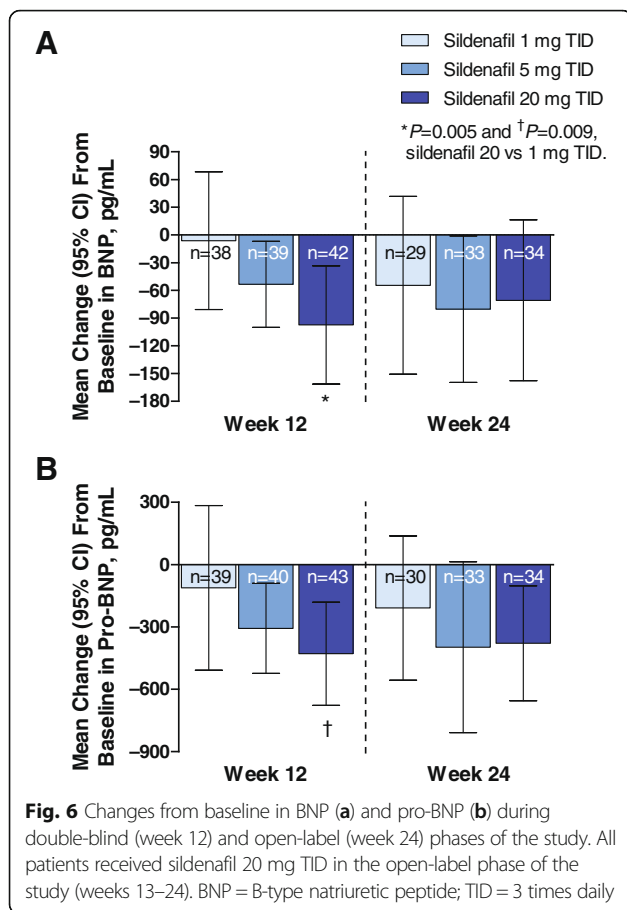 A
Sildenafil 1 mg TID
Sildenafil 5 mg TID
Sildenafil 20 mg TID
*P=0.005 and †P=0.009,
sildenafil 20 vs 1 mg TID.
Mean Change (95% CI) From
Baseline in BNP, pg/mL
90
60
30
0
–30
–60
–90
–120
–150
–180
n=38 n=39 n=42 n=29 n=33 n=34
*
Week 12 Week 24
B
Mean Change (95% CI) From
Baseline in Pro-BNP, pg/mL
300
0
–300
–600
–900
n=39 n=40 n=43 n=30 n=33 n=34
†
Week 12 Week 24
Fig. 6 Changes from baseline in BNP (a) and pro-BNP (b) during
double-blind (week 12) and open-label (week 24) phases of the study. All
patients received sildenafil 20 mg TID in the open-label phase of the
study (weeks 13–24). BNP = B-type natriuretic peptide; TID = 3 times daily